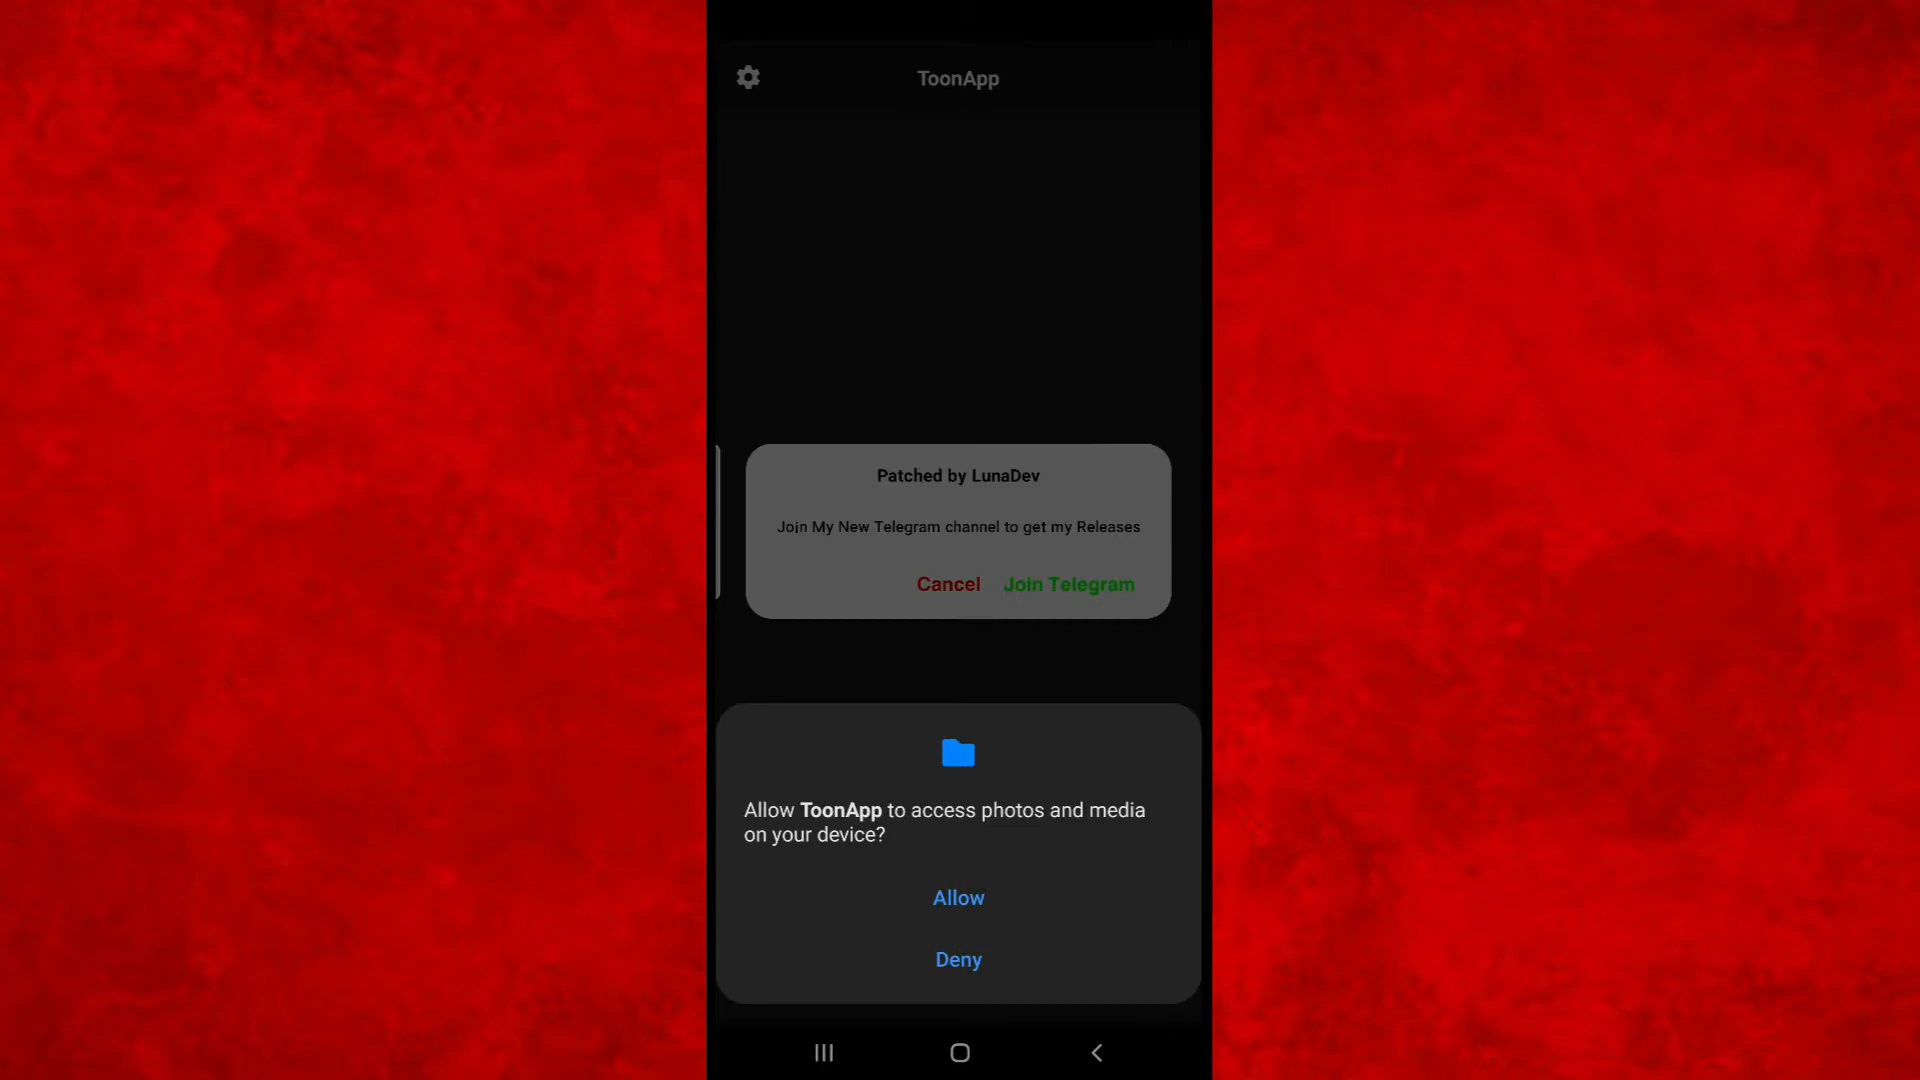 ToonApp
Patched by LunaDev
Join My New Telegram channel to get my Releases
Cancel Join Telegram
Allow ToonApp to access photos and media
on your device?
Allow
Deny